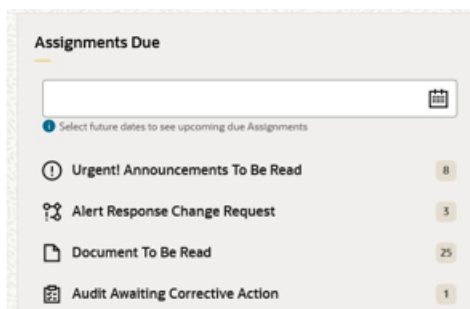 Assignments Due
Select future dates to see upcoming due Assignments
Urgent! Announcements To Be Read 8
Alert Response Change Request 3
Document To Be Read 25
Audit Awaiting Corrective Action 1